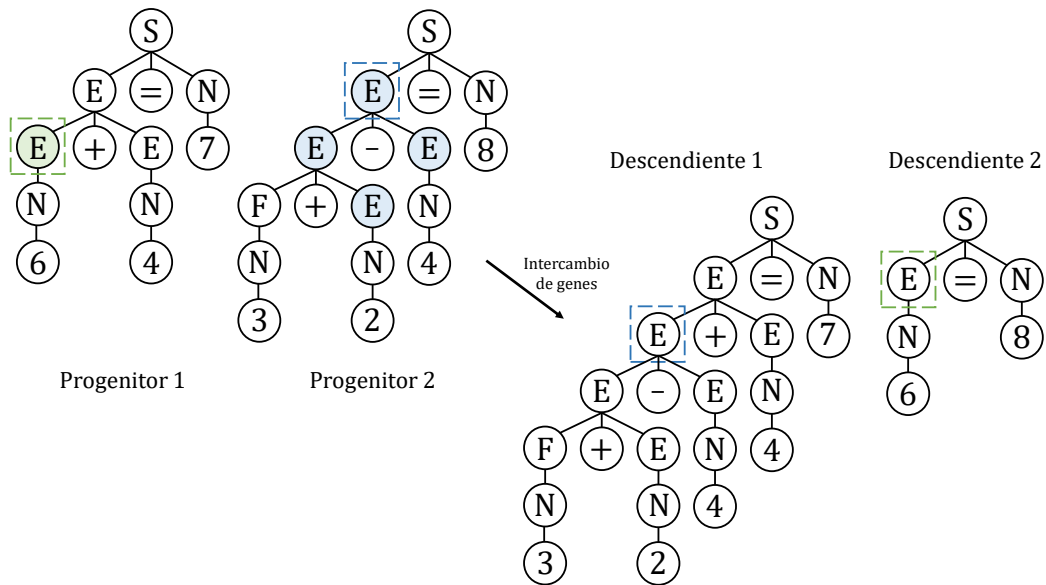 S
S
E = N
E = N
E + E 7
E - E 8
Descendiente 1
Descendiente 2
N N
F + E N
S
S
6 4
N N 4
Intercambio
de genes
E = N
E = N
3 2
E + E 7
N 8
Progenitor 1
Progenitor 2
E - E N
6
F + E N 4
N N 4
3 2